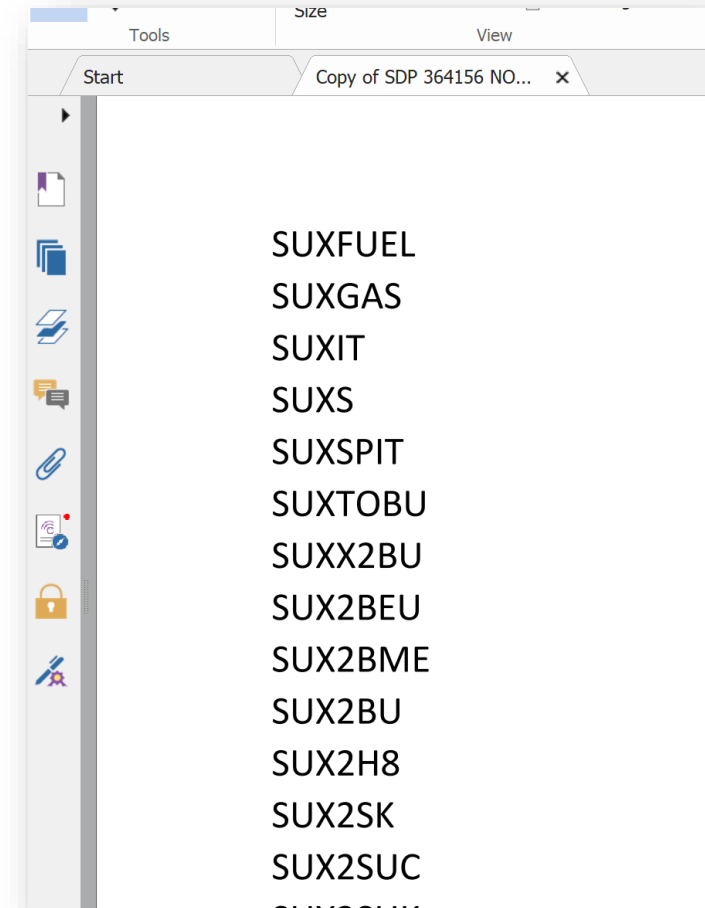 Size
Tools View
Start Copy of SDP 364156 NO... ×
SUXFUEL
SUXGAS
SUXIT
SUXS
SUXSPIT
SUXTOBU
SUXX2BU
SUX2BEU
SUX2BME
SUX2BU
SUX2H8
SUX2SK
SUX2SUC